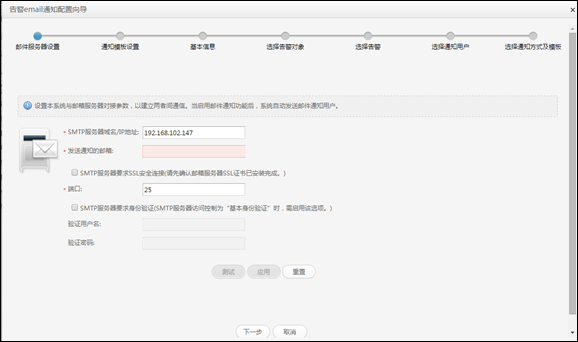 告警email通知配置向导
邮件服务器设置 通知模板设置 基本信息 选择告警对象 选择告警 选择通知用户 选择通知方式及模板
设置本系统与邮箱服务器对接参数，以建立两者间通信。当启用邮件通知功能后，系统自动发送邮件通知用户。
* SMTP服务器域名/IP地址: 192.168.102.147
* 发送通知的邮箱:
SMTP服务器要求SSL安全连接(请先确认邮箱服务器SSL证书已安装完成。)
* 端口: 25
SMTP服务器要求身份验证(SMTP服务器访问控制为“基本身份验证”时，需启用该选项。)
验证用户名:
验证密码:
测试 应用 重置
下一步 取消